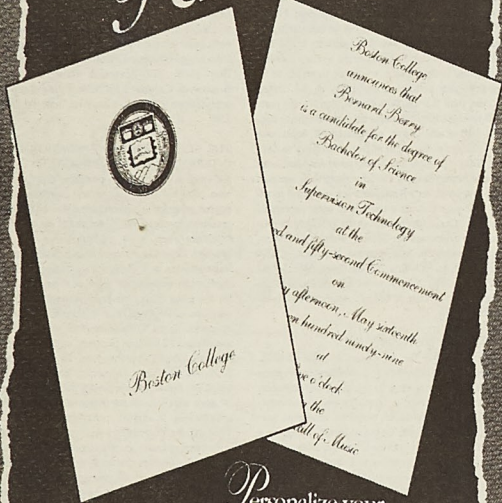 Boston College
Boston College
announces that
Bernard Berry
is a candidate for the degree of
Bachelor of Science
in
Supervision Technology
at the
and fifty-second Commencement
on
afternoon, May sixteenth
hundred ninety-nine
at
o'clock
the
of Music
Personalize your